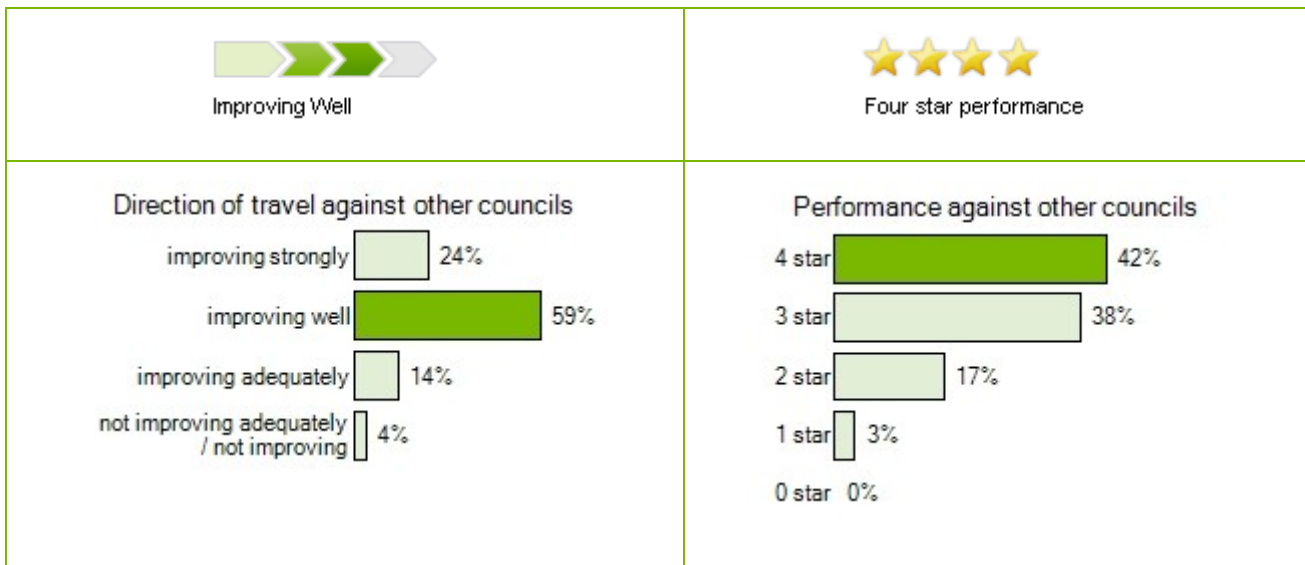 Improving Well
Four star performance
Direction of travel against other councils
improving strongly 24%
improving well 59%
improving adequately 14%
not improving adequately
/ not improving 4%
Performance against other councils
4 star 42%
3 star 38%
2 star 17%
1 star 3%
0 star 0%